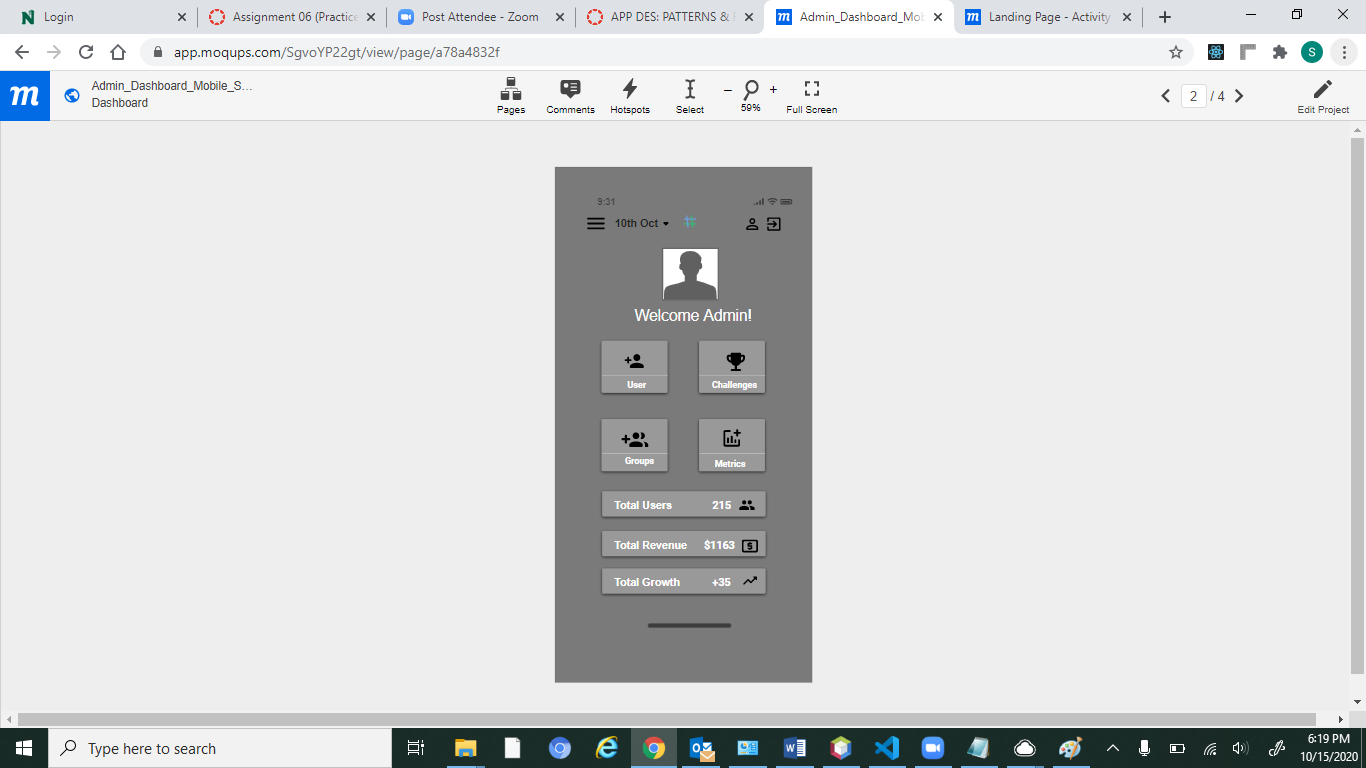 Login
Assignment 06 (Practice
Post Attendee - Zoom
APP DES: PATTERNS &
Admin_Dashboard_Mob
Landing Page - Activity
app.moqups.com/SgvoYP22gt/view/page/a78a4832f
S
m
Admin_Dashboard_Mobile_S...
Dashboard
Pages
Comments
Hotspots
Select
59%
Full Screen
2 / 4
Edit Project
9:31
10th Oct
Welcome Admin!
User
Challenges
Groups
Metrics
Total Users 215
Total Revenue $1163
Total Growth +35
Type here to search
6:19 PM
10/15/2020